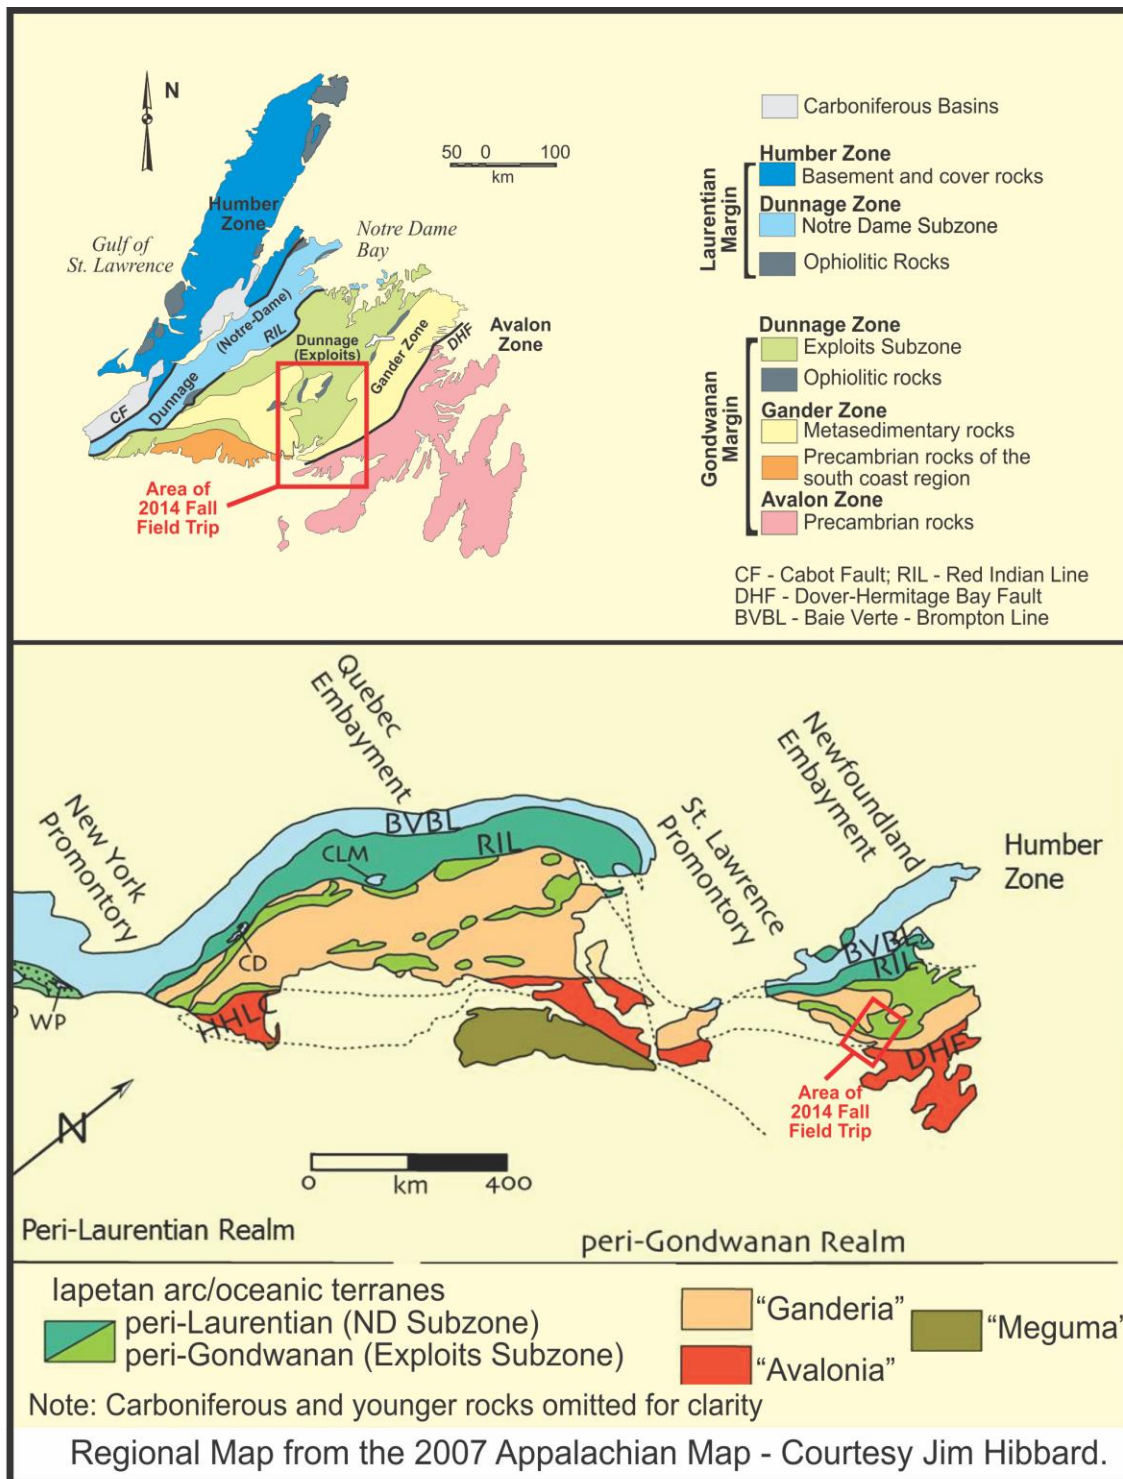 N
50 0 100
km
Humber
Zone
Gulf of
St. Lawrence
Notre Dame
Bay
(Notre-Dame)
RIL
Dunnage
CF
Dunnage
(Exploits)
Gander Zone
DHF
Avalon
Zone
Area of
2014 Fall
Field Trip
Carboniferous Basins
Laurentian
Margin
Humber Zone
Basement and cover rocks
Dunnage Zone
Notre Dame Subzone
Ophiolitic Rocks
Gondwanan
Margin
Dunnage Zone
Exploits Subzone
Ophiolitic rocks
Gander Zone
Metasedimentary rocks
Precambrian rocks of the
south coast region
Avalon Zone
Precambrian rocks
CF - Cabot Fault; RIL - Red Indian Line
DHF - Dover-Hermitage Bay Fault
BVBL - Baie Verte - Brompton Line
New York
Promontory
Quebec
Embayment
St. Lawrence
Promontory
Newfoundland
Embayment
Humber
Zone
BVBL
RIL
CLM
CD
WP
HHLC
BVBL
RIL
DHF
Area of
2014 Fall
Field Trip
N
0 km 400
Peri-Laurentian Realm
peri-Gondwanan Realm
Iapetan arc/oceanic terranes
peri-Laurentian (ND Subzone)
peri-Gondwanan (Exploits Subzone)
"Ganderia"
"Avalonia"
"Meguma"
Note: Carboniferous and younger rocks omitted for clarity
Regional Map from the 2007 Appalachian Map - Courtesy Jim Hibbard.